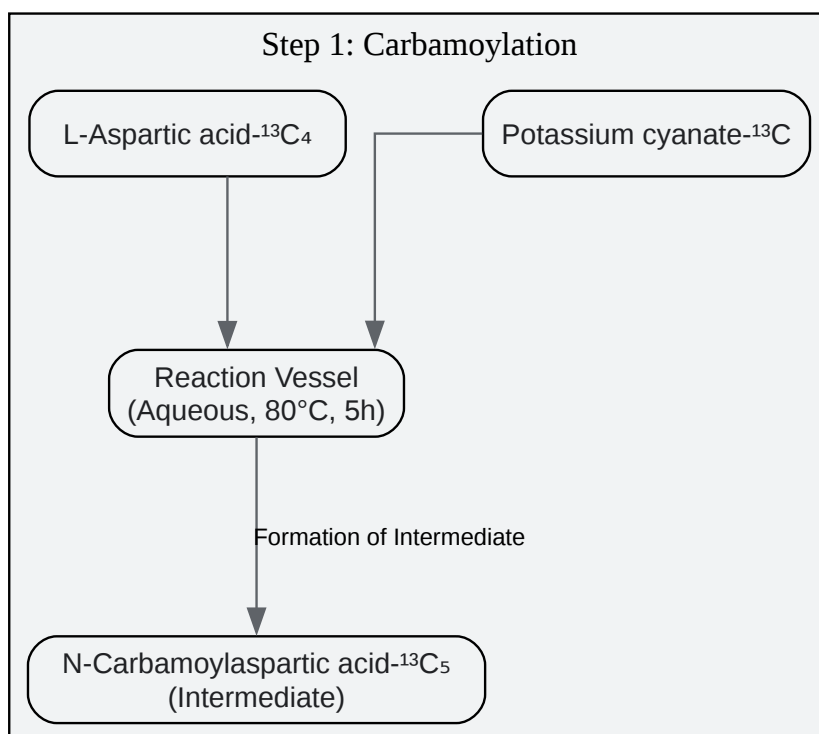 Step 1: Carbamoylation
L-Aspartic acid-¹³C₄
Potassium cyanate-¹³C
Reaction Vessel
(Aqueous, 80°C, 5h)
Formation of Intermediate
N-Carbamoylaspartic acid-¹³C₅
(Intermediate)